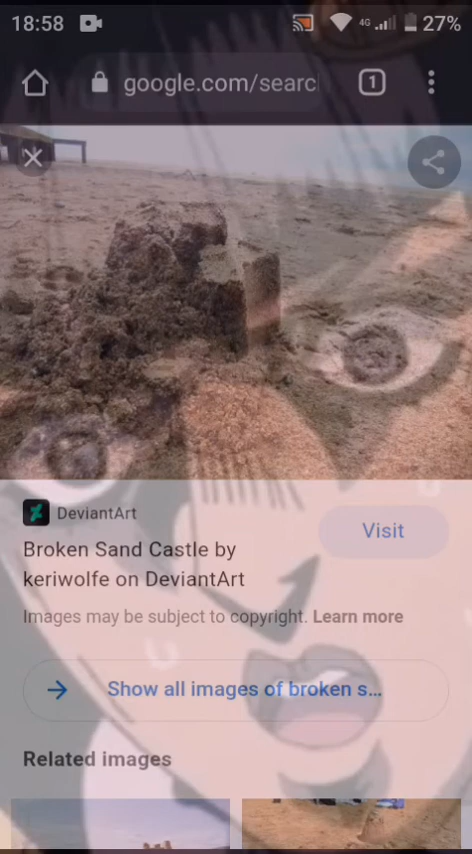 18:58 4G 27%
google.com/searc
1
DeviantArt
Visit
Broken Sand Castle by
keriwolfe on DeviantArt
Images may be subject to copyright. Learn more
Show all images of broken s...
Related images